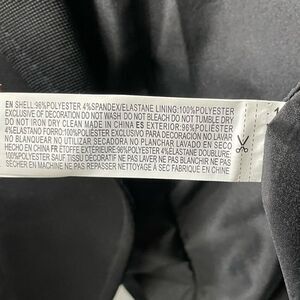 EN SHELL:96%POLYESTER 4%SPANDEX/ELASTANE LINING:100%POLYESTER
EXCLUSIVE OF DECORATION DO NOT WASH DO NOT BLEACH DO NOT TUMBLE DRY
DO NOT IRON DRY CLEAN MADE IN CHINA ES EXTERIOR:96%POLIÉSTER
4%ELASTANO FORRO:100%POLIÉSTER EXCLUSIVO PARA DECORACIÓN NO LAVAR
NO BLANQUEAR NO UTILIZAR SECADORA NO PLANCHAR LAVADO EN SECO
HECHO EN CHINA FR ÉTOFFE EXTÉRIEURE:96%POLYESTER 4%ÉLASTANE DOUBLURE:
100%POLYESTER SAUF TISSU DÉCORATIF NE PAS LAVER NE PAS BLANCHIR NE PAS
SÉCHER EN MACHINE NE PAS REPASSER NETTOYAGE À SEC FABRIQUÉ EN CHINE